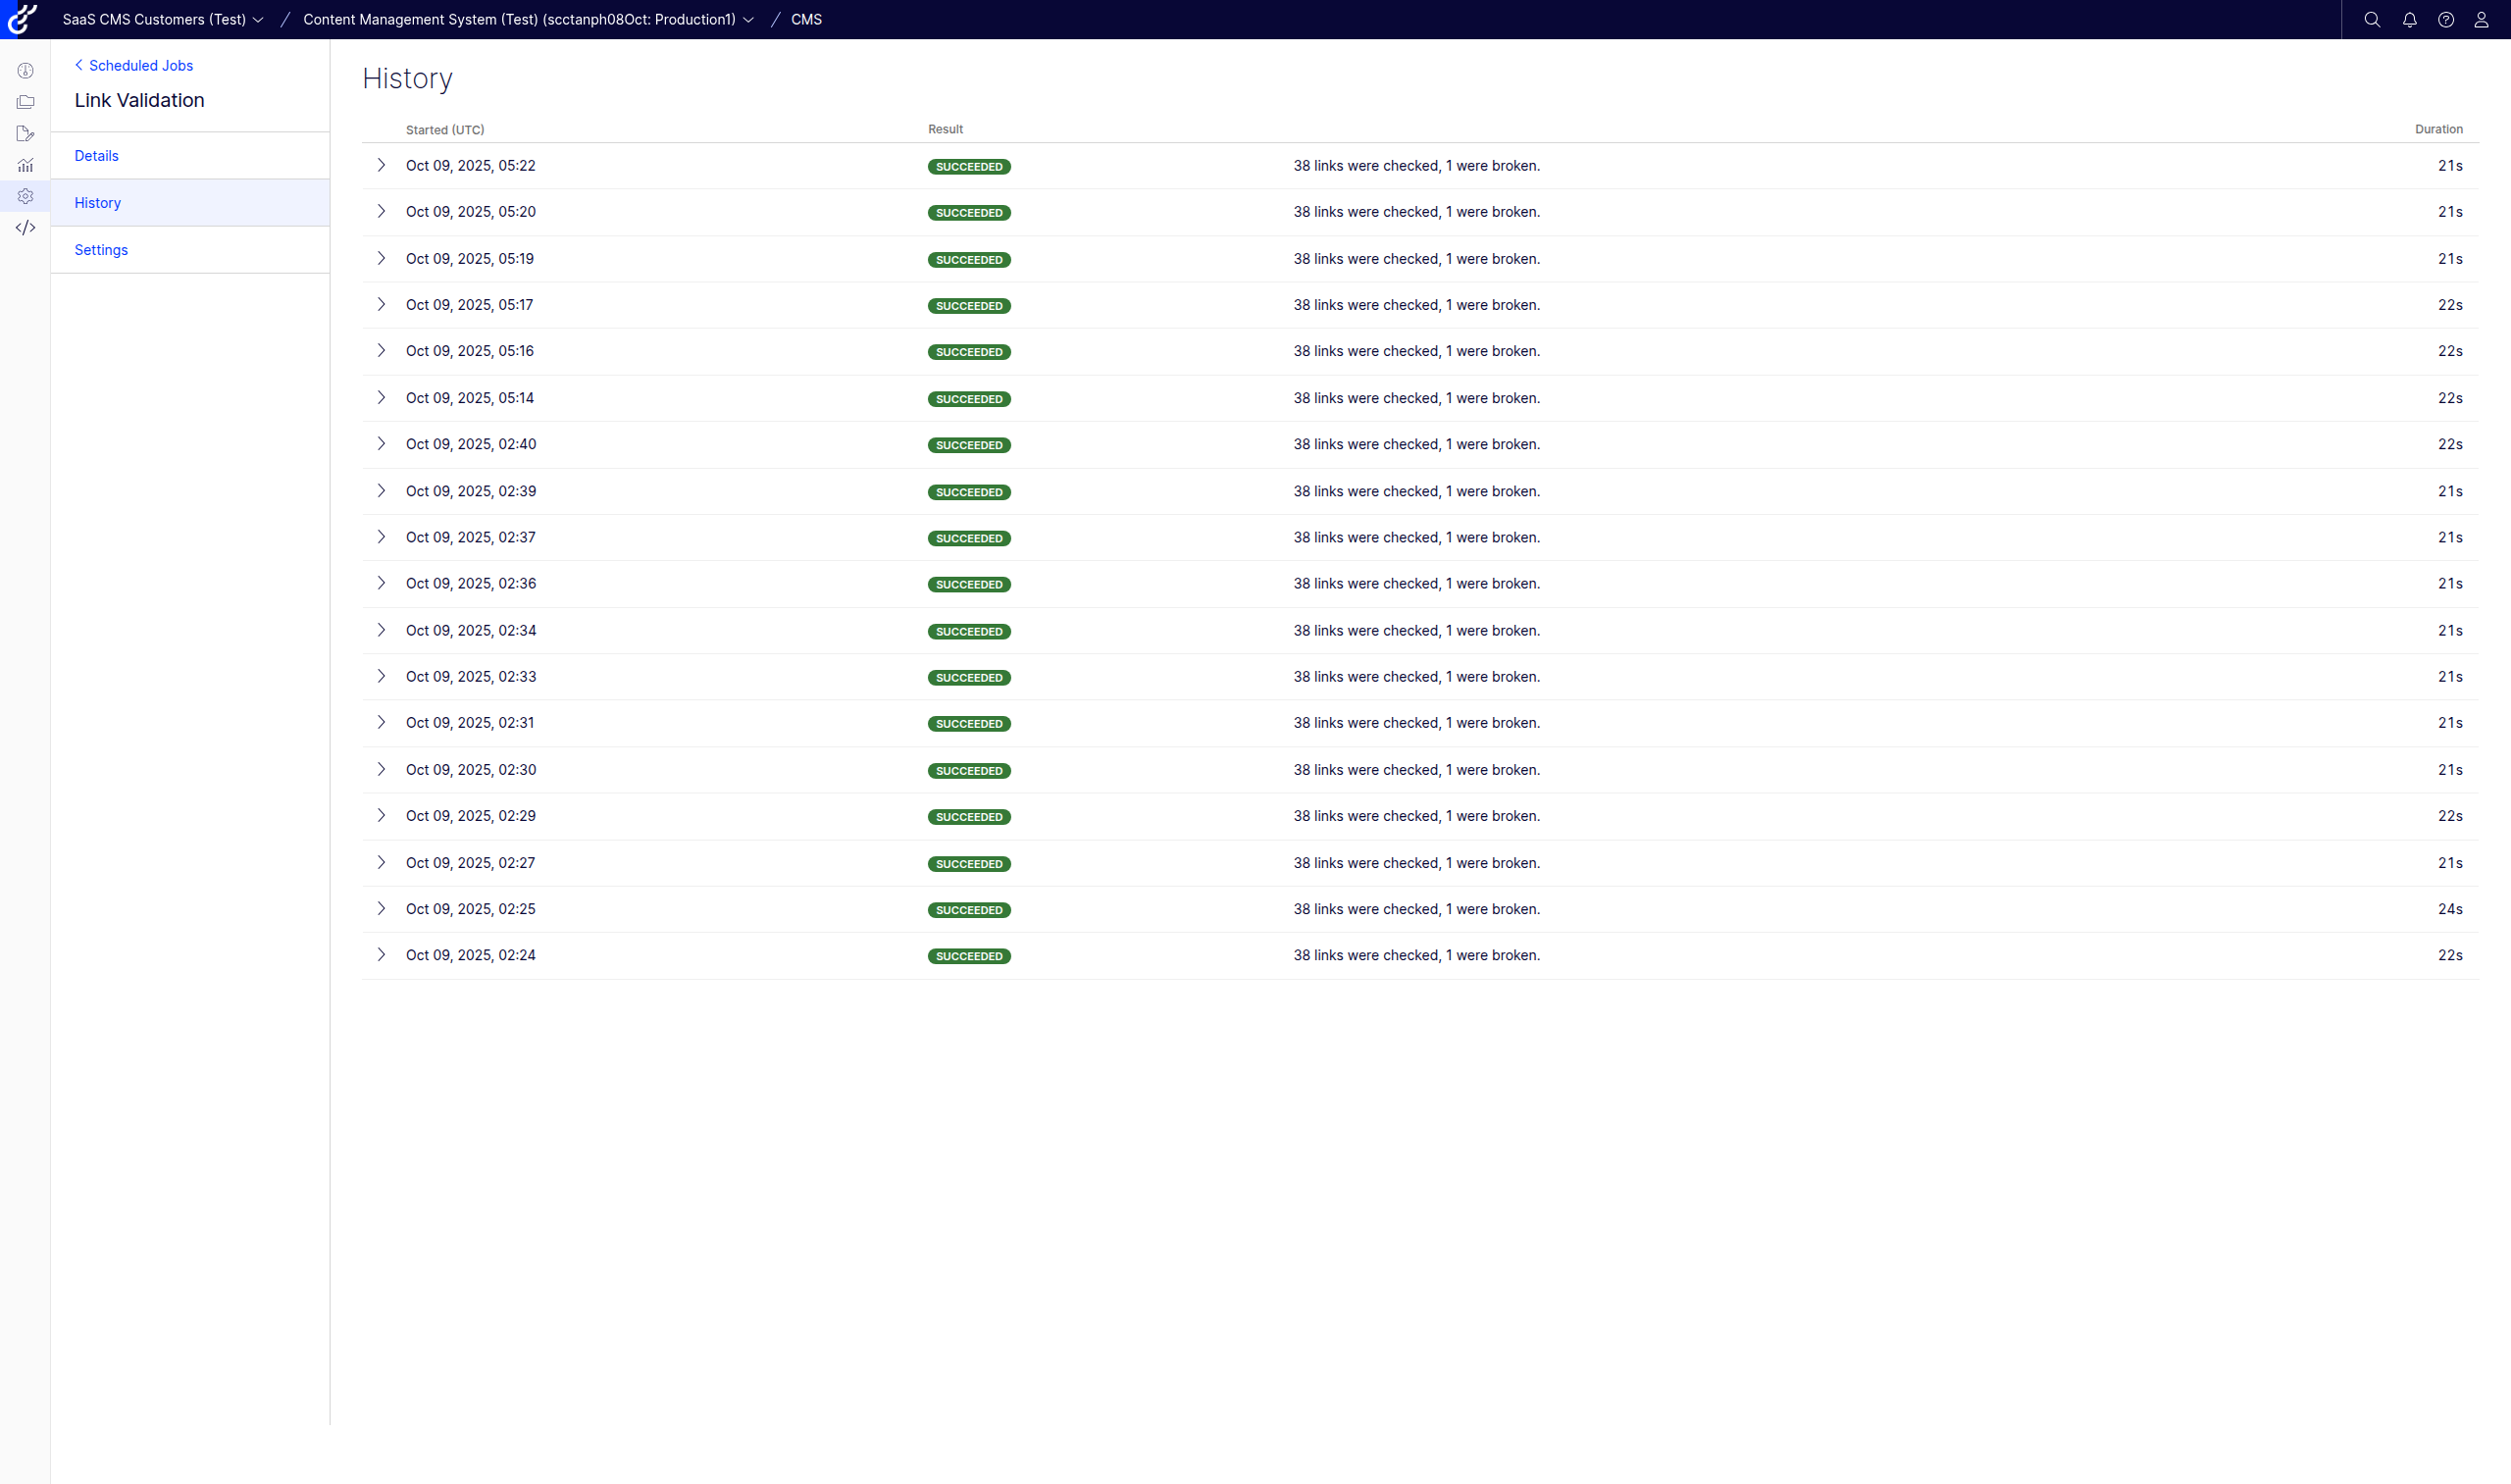 SaaS CMS Customers (Test) / Content Management System (Test) (scctanph08Oct: Production1) / CMS
Scheduled Jobs
Link Validation
Details
History
Settings
History
Started (UTC) Result Duration
Oct 09, 2025, 05:22 SUCCEEDED 38 links were checked, 1 were broken. 21s
Oct 09, 2025, 05:20 SUCCEEDED 38 links were checked, 1 were broken. 21s
Oct 09, 2025, 05:19 SUCCEEDED 38 links were checked, 1 were broken. 21s
Oct 09, 2025, 05:17 SUCCEEDED 38 links were checked, 1 were broken. 22s
Oct 09, 2025, 05:16 SUCCEEDED 38 links were checked, 1 were broken. 22s
Oct 09, 2025, 05:14 SUCCEEDED 38 links were checked, 1 were broken. 22s
Oct 09, 2025, 02:40 SUCCEEDED 38 links were checked, 1 were broken. 22s
Oct 09, 2025, 02:39 SUCCEEDED 38 links were checked, 1 were broken. 21s
Oct 09, 2025, 02:37 SUCCEEDED 38 links were checked, 1 were broken. 21s
Oct 09, 2025, 02:36 SUCCEEDED 38 links were checked, 1 were broken. 21s
Oct 09, 2025, 02:34 SUCCEEDED 38 links were checked, 1 were broken. 21s
Oct 09, 2025, 02:33 SUCCEEDED 38 links were checked, 1 were broken. 21s
Oct 09, 2025, 02:31 SUCCEEDED 38 links were checked, 1 were broken. 21s
Oct 09, 2025, 02:30 SUCCEEDED 38 links were checked, 1 were broken. 21s
Oct 09, 2025, 02:29 SUCCEEDED 38 links were checked, 1 were broken. 22s
Oct 09, 2025, 02:27 SUCCEEDED 38 links were checked, 1 were broken. 21s
Oct 09, 2025, 02:25 SUCCEEDED 38 links were checked, 1 were broken. 24s
Oct 09, 2025, 02:24 SUCCEEDED 38 links were checked, 1 were broken. 22s